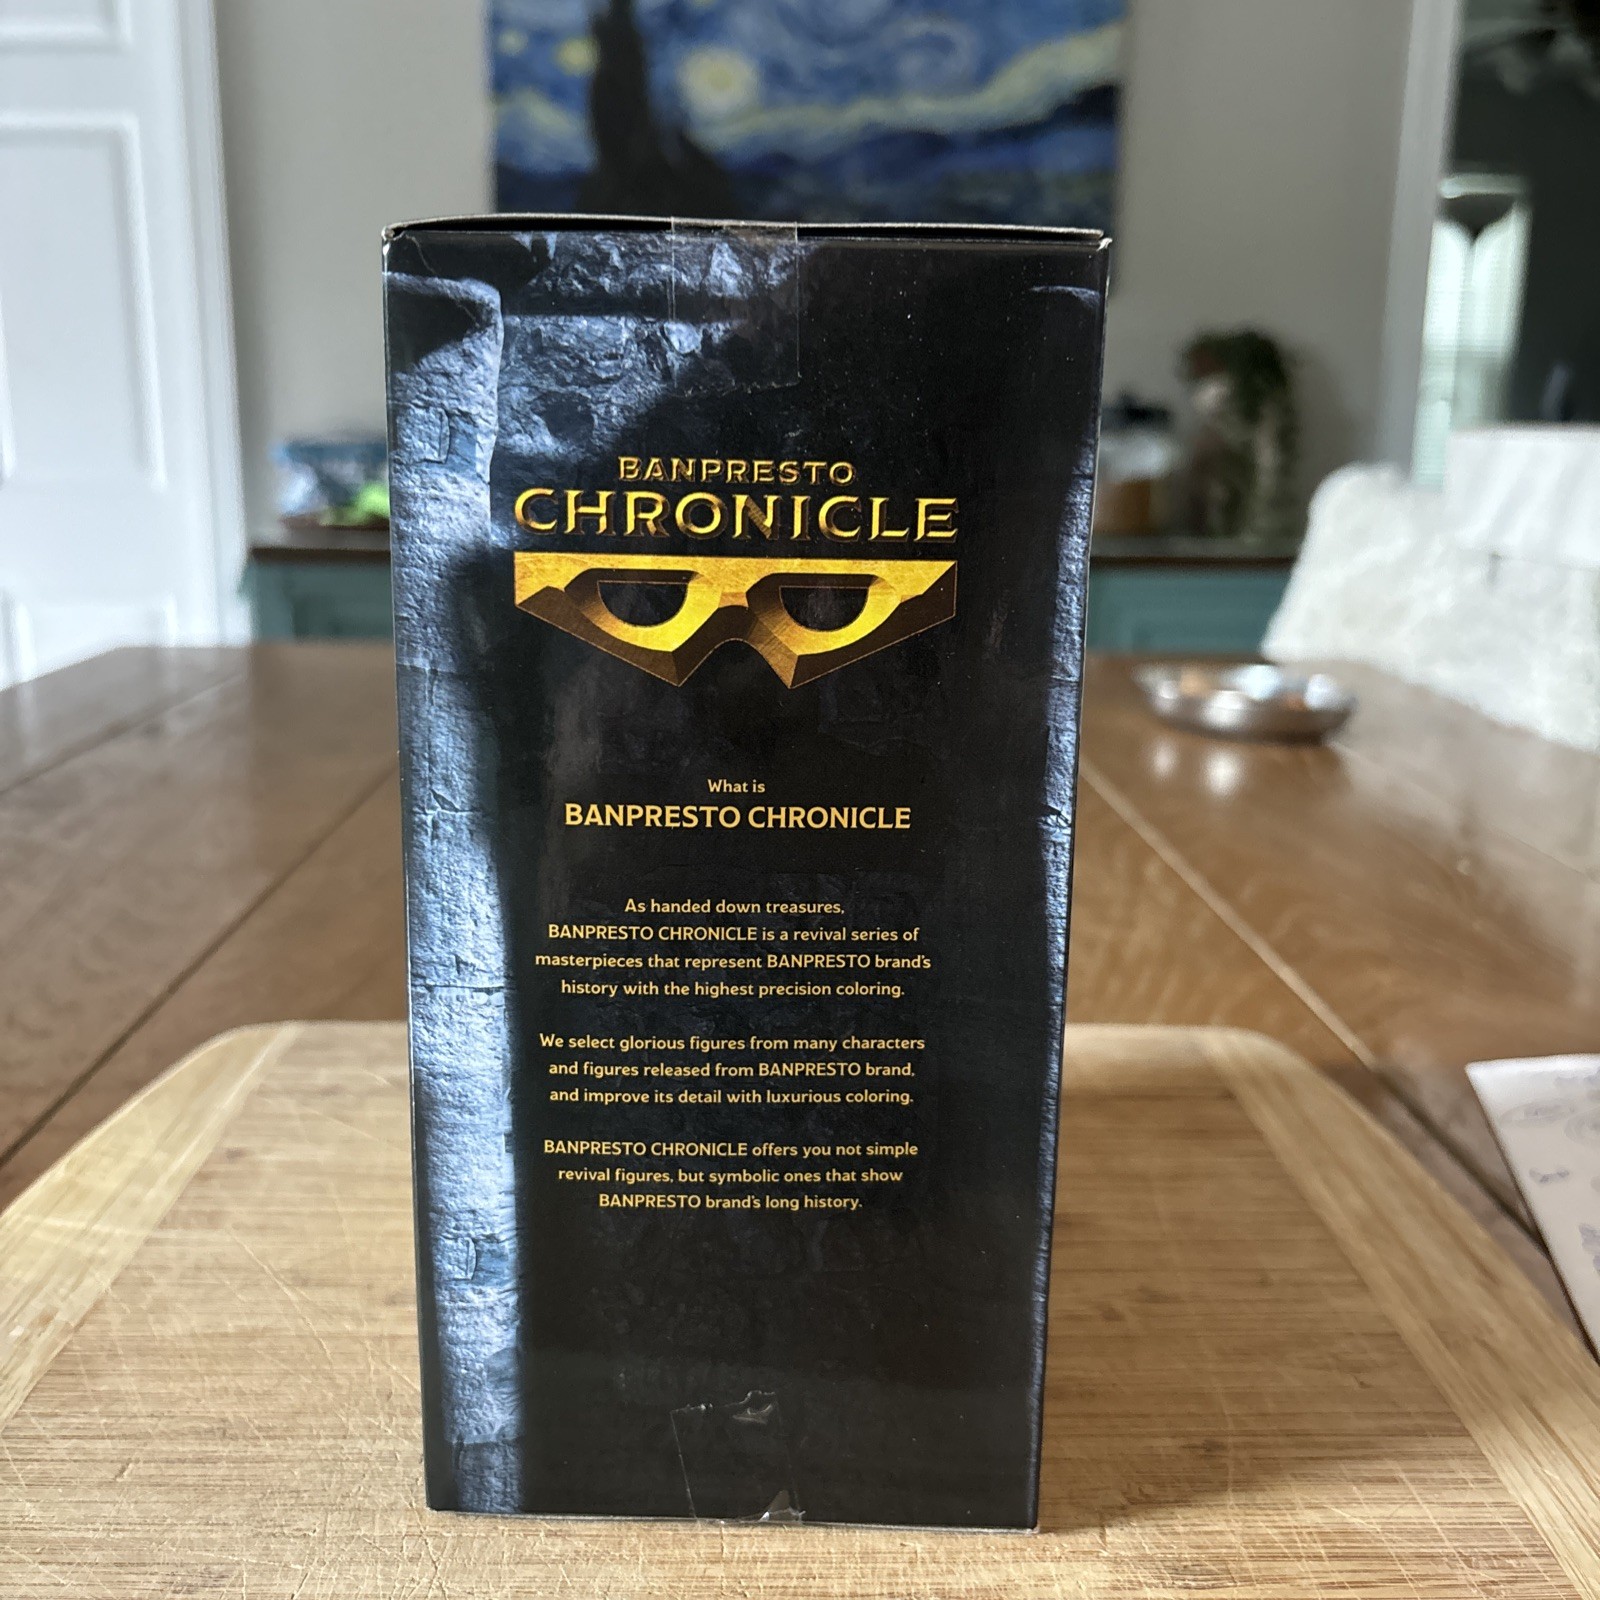 BANPRESTO
CHRONICLE
What is
BANPRESTO CHRONICLE
As handed down treasures,
BANPRESTO CHRONICLE is a revival series of
masterpieces that represent BANPRESTO brand's
history with the highest precision coloring.
We select glorious figures from many characters
and figures released from BANPRESTO brand,
and improve its detail with luxurious coloring.
BANPRESTO CHRONICLE offers you not simple
revival figures, but symbolic ones that show
BANPRESTO brand's long history.